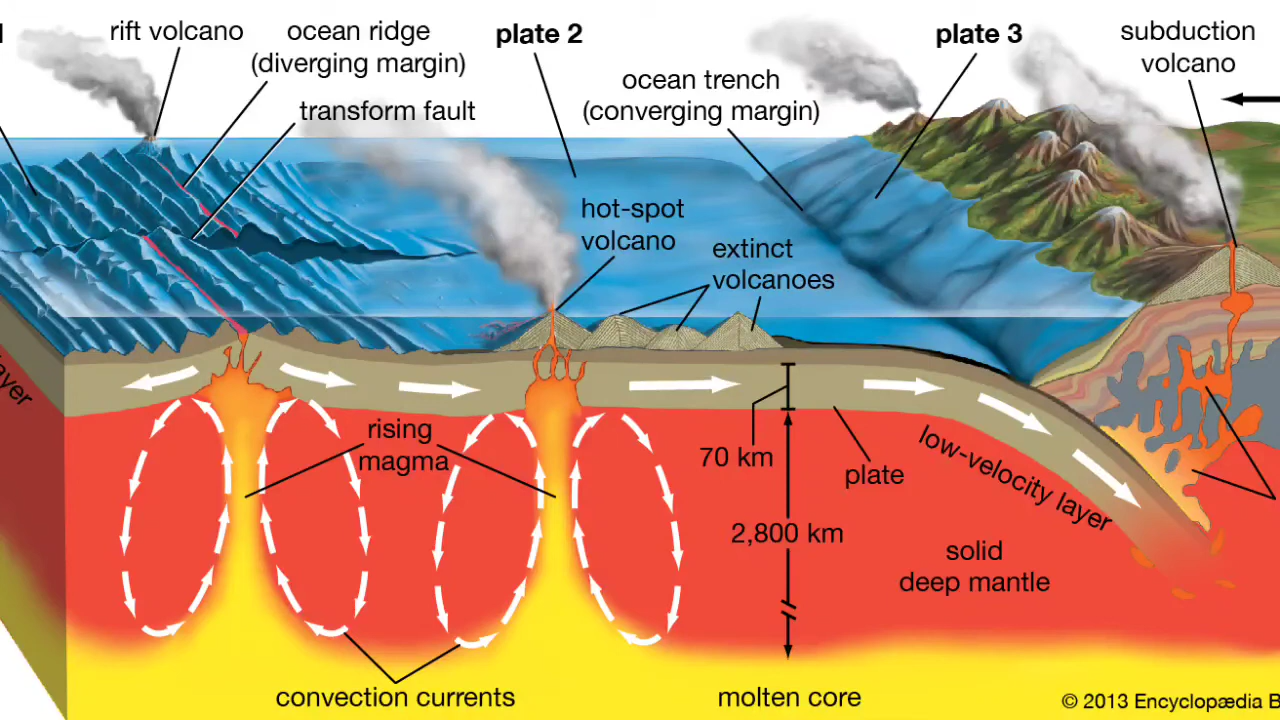 rift volcano
ocean ridge
(diverging margin)
transform fault
plate 2
ocean trench
(converging margin)
plate 3
subduction
volcano
hot-spot
volcano
extinct
volcanoes
rising
magma
70 km
plate
low-velocity layer
2,800 km
solid
deep mantle
convection currents
molten core
© 2013 Encyclopædia B